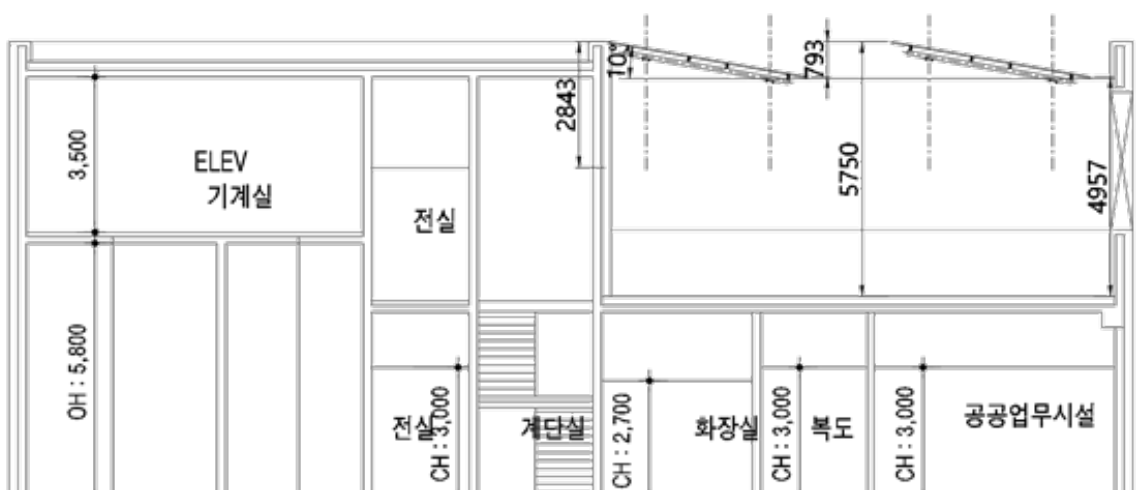 10°
793
2843
3,500
ELEV
기계실
5750
4957
전실
OH : 5,800
전실
CH : 3,000
계단실
CH : 2,700
화장실
CH : 3,000
복도
CH : 3,000
공공업무시설